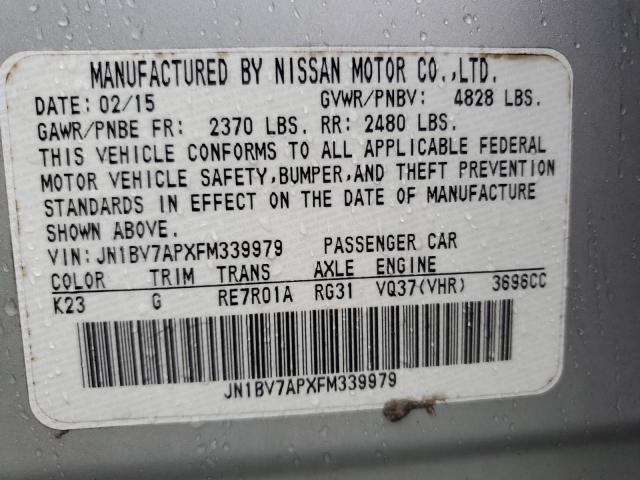 MANUFACTURED BY NISSAN MOTOR CO.,LTD.
DATE: 02/15 GVWR/PNBV: 4828 LBS.
GAWR/PNBE FR: 2370 LBS. RR: 2480 LBS.
THIS VEHICLE CONFORMS TO ALL APPLICABLE FEDERAL
MOTOR VEHICLE SAFETY,BUMPER,AND THEFT PREVENTION
STANDARDS IN EFFECT ON THE DATE OF MANUFACTURE
SHOWN ABOVE.
VIN: JN1BV7APXFM339979 PASSENGER CAR
COLOR TRIM TRANS AXLE ENGINE
K23 G RE7R01A RG31 VQ37(VHR) 3696CC
JN1BV7APXFM339979